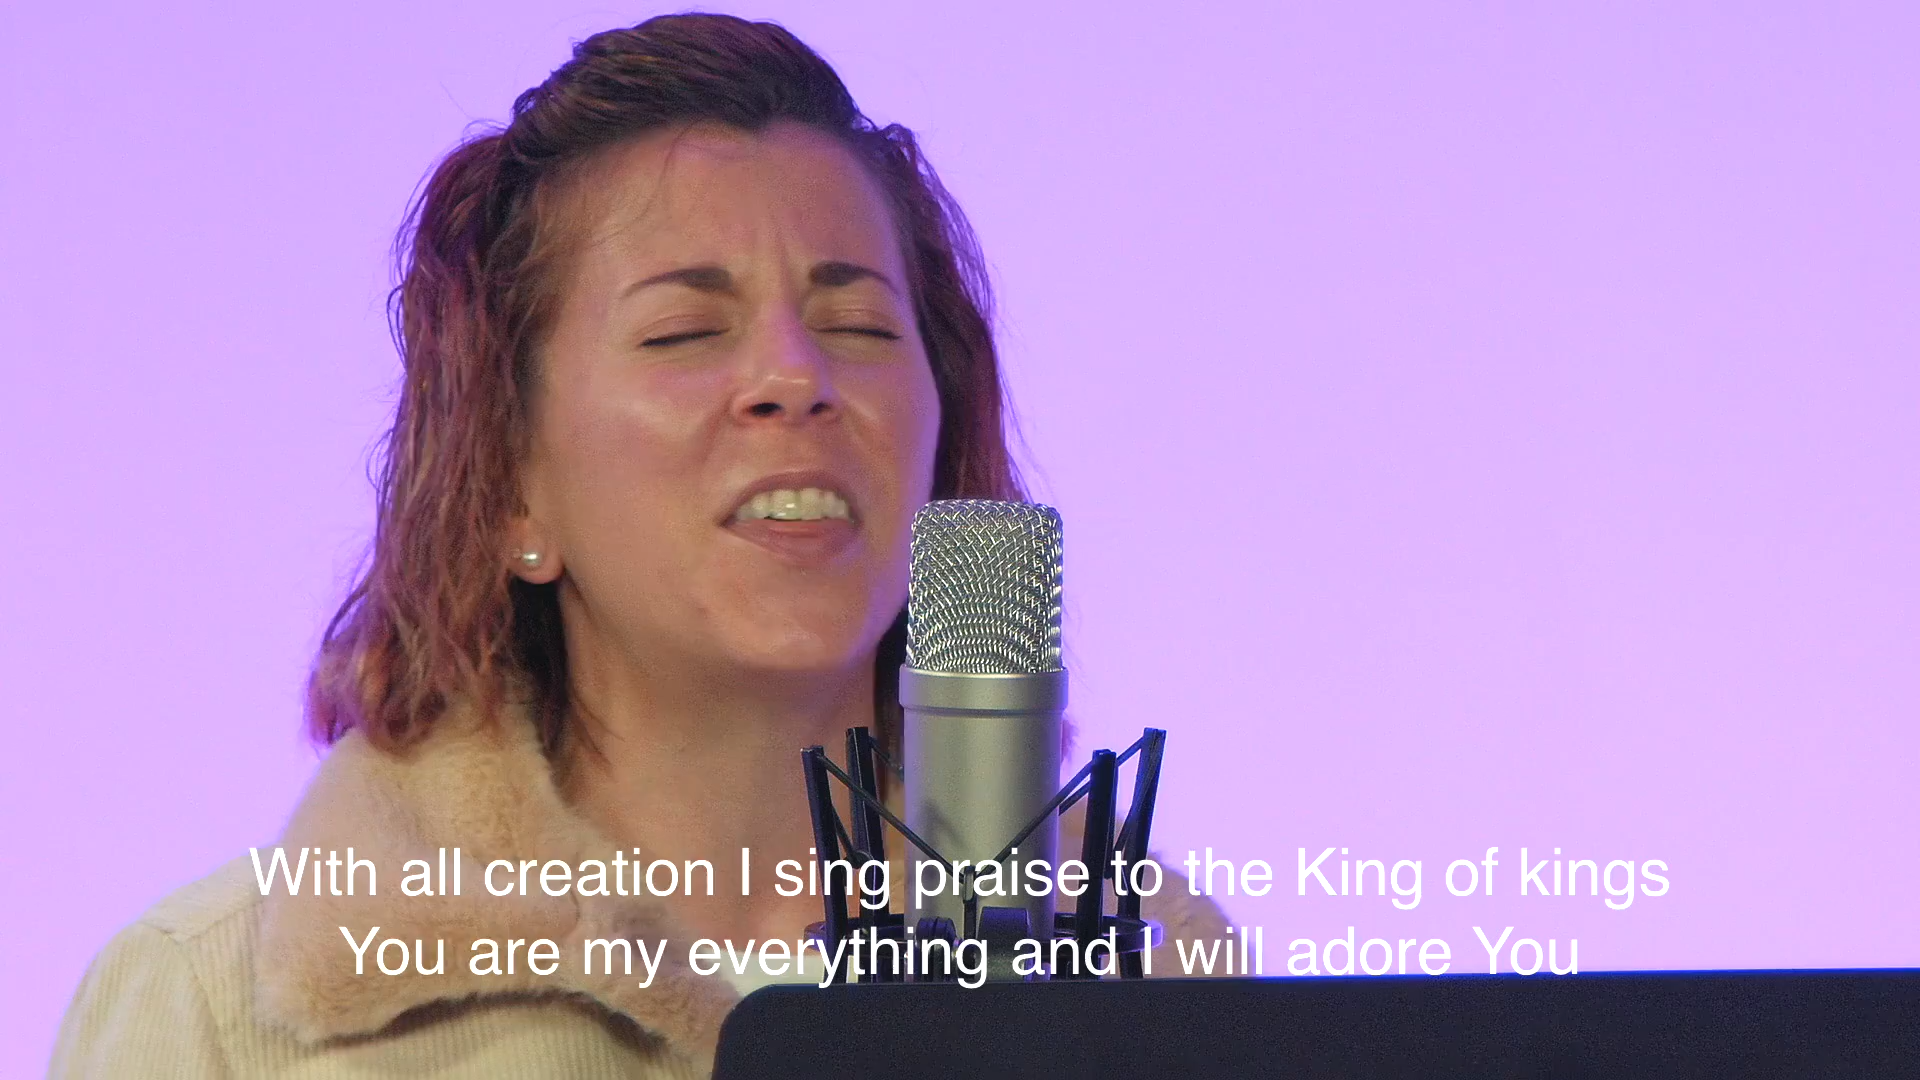 With all creation I sing praise to the King of kings
You are my everything and I will adore You